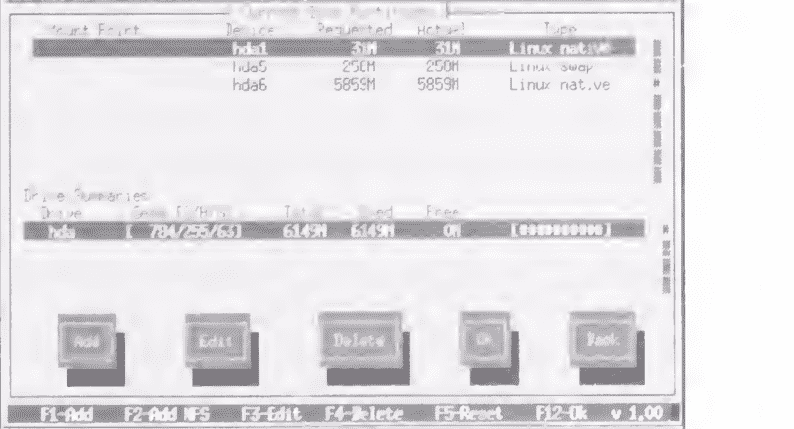 Current Disk Partitions
Mount Point Device Requested Actual Type
hda1 31M 31M Linux native
hda5 250M 250M Linux swap
hda6 5859M 5859M Linux native
Drive Summaries
Drive Geom [C/H/S] Total Used Free
hda [ 784/255/63] 6149M 6149M 0M [##########]
Add Edit Delete Ok Back
F1-Add F2-Add NFS F3-Edit F4-Delete F5-Reset F12-Ok v 1.00